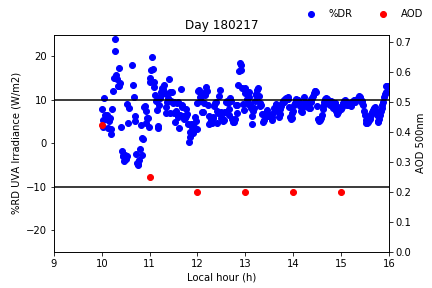 %DR AOD
Day 180217
20
10
0
−10
−20
%RD UVA Irradiance (W/m2)
0.7
0.6
0.5
0.4
0.3
0.2
0.1
0.0
AOD 500nm
9 10 11 12 13 14 15 16
Local hour (h)